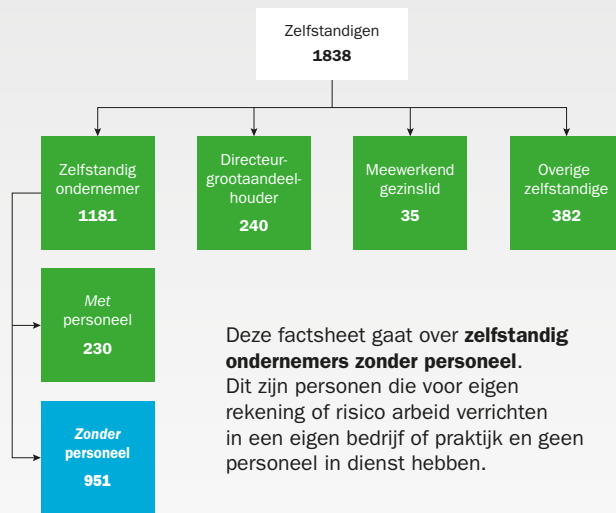 Zelfstandigen
1838
Zelfstandig
ondernemer
1181
Directeur-
grootaandeel-
houder
240
Meewerkend
gezinslid
35
Overige
zelfstandige
382
Met
personeel
230
Zonder
personeel
951
Deze factsheet gaat over zelfstandig
ondernemers zonder personeel.
Dit zijn personen die voor eigen
rekening of risico arbeid verrichten
in een eigen bedrijf of praktijk en geen
personeel in dienst hebben.